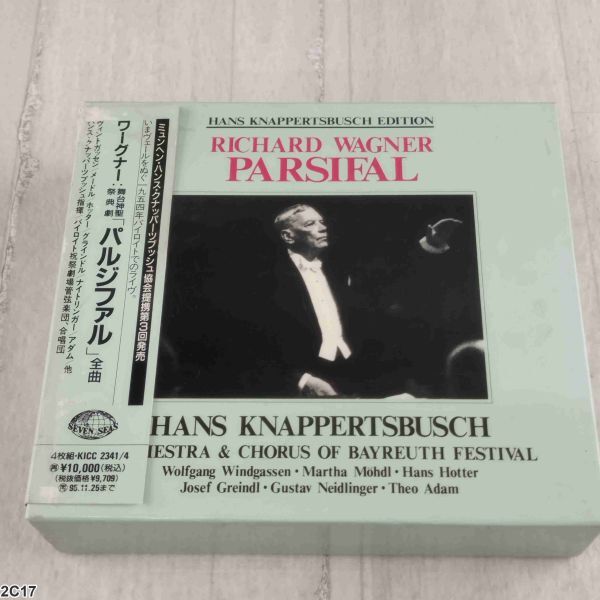 HANS KNAPPERTSBUSCH EDITION
RICHARD WAGNER
PARSIFAL
HANS KNAPPERTSBUSCH
ESTRA & CHORUS OF BAYREUTH FESTIVAL
Wolfgang Windgassen・Martha Mödl・Hans Hotter
Josef Greindl・Gustav Neidlinger・Theo Adam
ミュンヘン・ハンス・クナッパーツブッシュ協会提携第3回発売
いまヴェールをぬぐ一九五四年バイロイトでのライヴ。
ワーグナー:舞台神聖祭典劇「パルジファル」全曲
ヴィントガッセン/メードル/ホッター/グラインドル/ナイトリンガー/アダム/他
ハンス・クナッパーツブッシュ指揮/バイロイト祝祭劇場管弦楽団、合唱団
SEVEN SEAS
4枚組・KICC 2341/4
¥10,000(税込)
(税抜価格 ¥9,709)
95.11.25まで
2C17